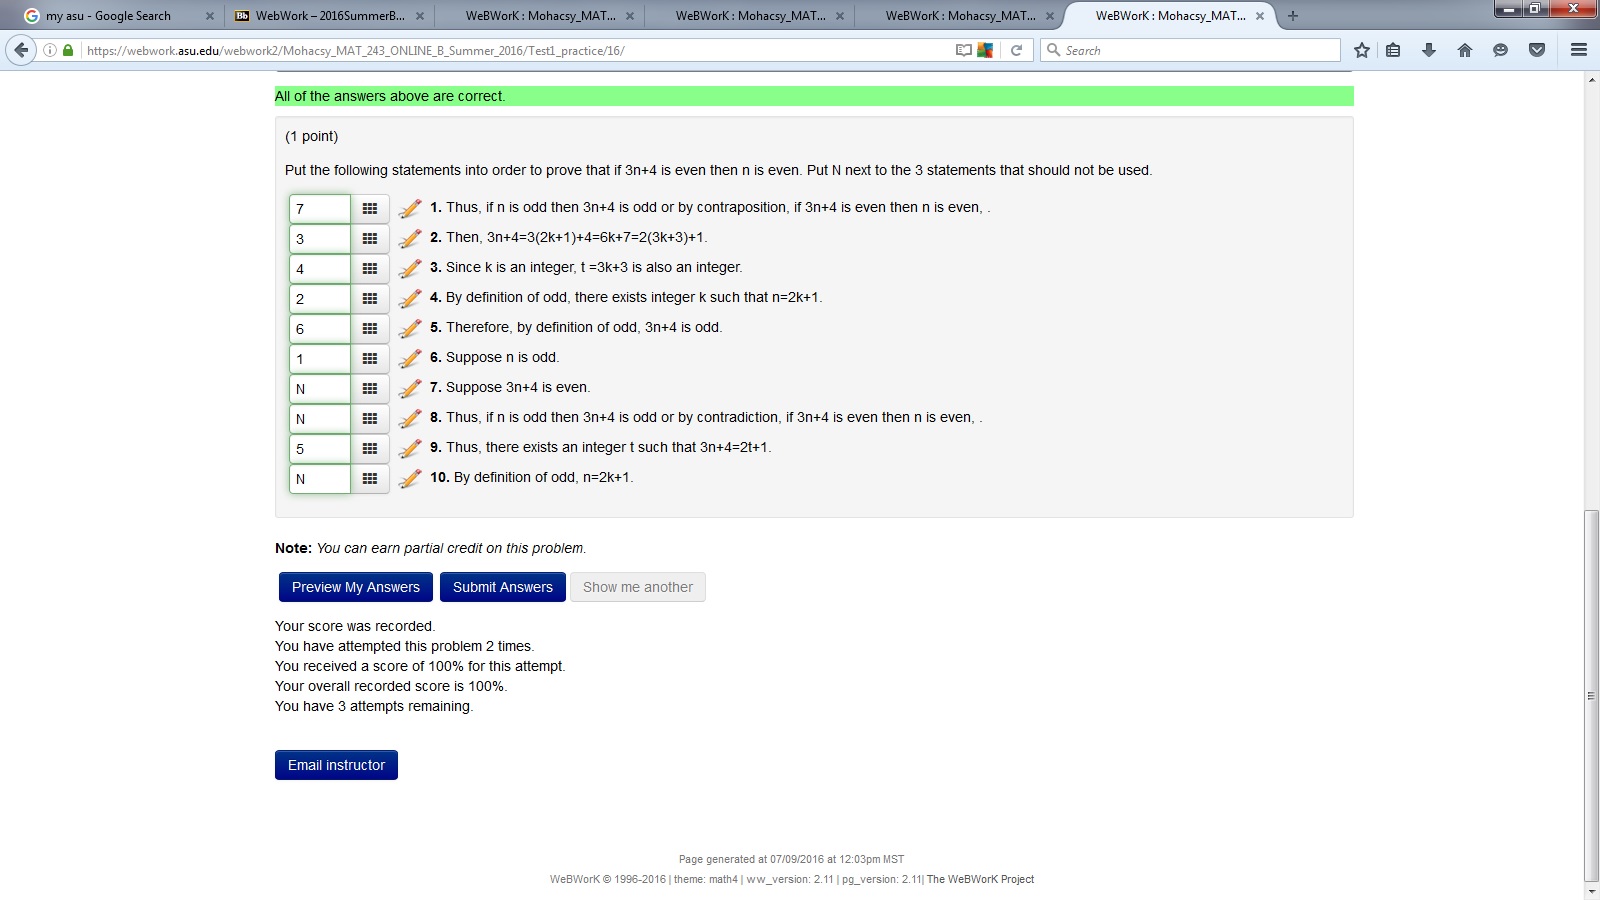 my asu - Google Search
Bb WebWork – 2016SummerB...
WeBWorK : Mohacsy_MAT...
WeBWorK : Mohacsy_MAT...
WeBWorK : Mohacsy_MAT...
WeBWorK : Mohacsy_MAT...
https://webwork.asu.edu/webwork2/Mohacsy_MAT_243_ONLINE_B_Summer_2016/Test1_practice/16/
Search
All of the answers above are correct.
(1 point)
Put the following statements into order to prove that if 3n+4 is even then n is even. Put N next to the 3 statements that should not be used.
7 1. Thus, if n is odd then 3n+4 is odd or by contraposition, if 3n+4 is even then n is even, .
3 2. Then, 3n+4=3(2k+1)+4=6k+7=2(3k+3)+1.
4 3. Since k is an integer, t =3k+3 is also an integer.
2 4. By definition of odd, there exists integer k such that n=2k+1.
6 5. Therefore, by definition of odd, 3n+4 is odd.
1 6. Suppose n is odd.
N 7. Suppose 3n+4 is even.
N 8. Thus, if n is odd then 3n+4 is odd or by contradiction, if 3n+4 is even then n is even, .
5 9. Thus, there exists an integer t such that 3n+4=2t+1.
N 10. By definition of odd, n=2k+1.
Note: You can earn partial credit on this problem.
Preview My Answers Submit Answers Show me another
Your score was recorded.
You have attempted this problem 2 times.
You received a score of 100% for this attempt.
Your overall recorded score is 100%.
You have 3 attempts remaining.
Email instructor
Page generated at 07/09/2016 at 12:03pm MST
WeBWorK © 1996-2016 | theme: math4 | ww_version: 2.11 | pg_version: 2.11| The WeBWorK Project